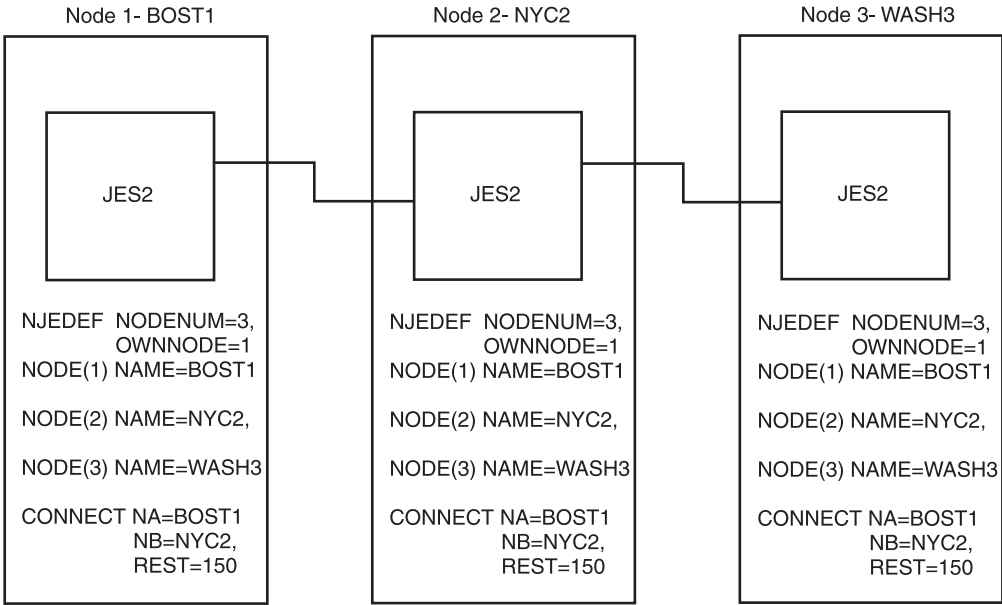 Node 1- BOST1
JES2
NJEDEF NODENUM=3,
OWNNODE=1
NODE(1) NAME=BOST1
NODE(2) NAME=NYC2,
NODE(3) NAME=WASH3
CONNECT NA=BOST1
NB=NYC2,
REST=150
Node 2- NYC2
JES2
NJEDEF NODENUM=3,
OWNNODE=1
NODE(1) NAME=BOST1
NODE(2) NAME=NYC2,
NODE(3) NAME=WASH3
CONNECT NA=BOST1
NB=NYC2,
REST=150
Node 3- WASH3
JES2
NJEDEF NODENUM=3,
OWNNODE=1
NODE(1) NAME=BOST1
NODE(2) NAME=NYC2,
NODE(3) NAME=WASH3
CONNECT NA=BOST1
NB=NYC2,
REST=150